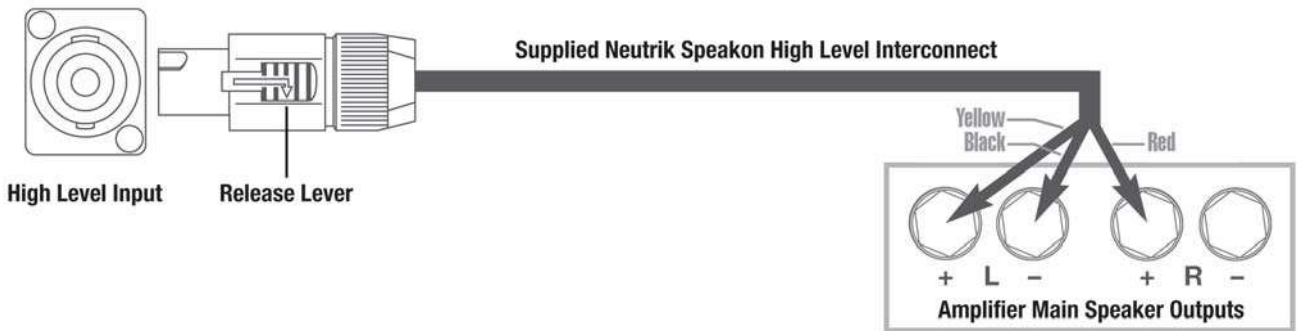 Supplied Neutrik Speakon High Level Interconnect
Yellow
Black
Red
High Level Input
Release Lever
+ L - + R -
Amplifier Main Speaker Outputs